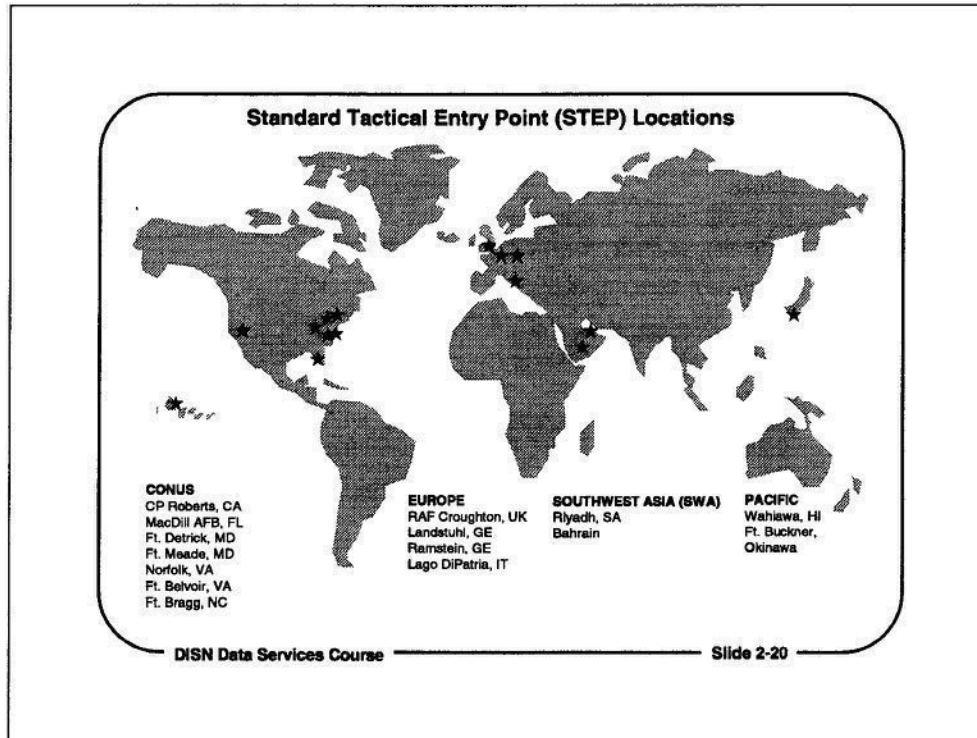 Standard Tactical Entry Point (STEP) Locations
CONUS
CP Roberts, CA
MacDill AFB, FL
Ft. Detrick, MD
Ft. Meade, MD
Norfolk, VA
Ft. Belvoir, VA
Ft. Bragg, NC
EUROPE
RAF Croughton, UK
Landstuhl, GE
Ramstein, GE
Lago DiPatria, IT
SOUTHWEST ASIA (SWA)
Riyadh, SA
Bahrain
PACIFIC
Wahiawa, HI
Ft. Buckner,
Okinawa
DISN Data Services Course
Slide 2-20